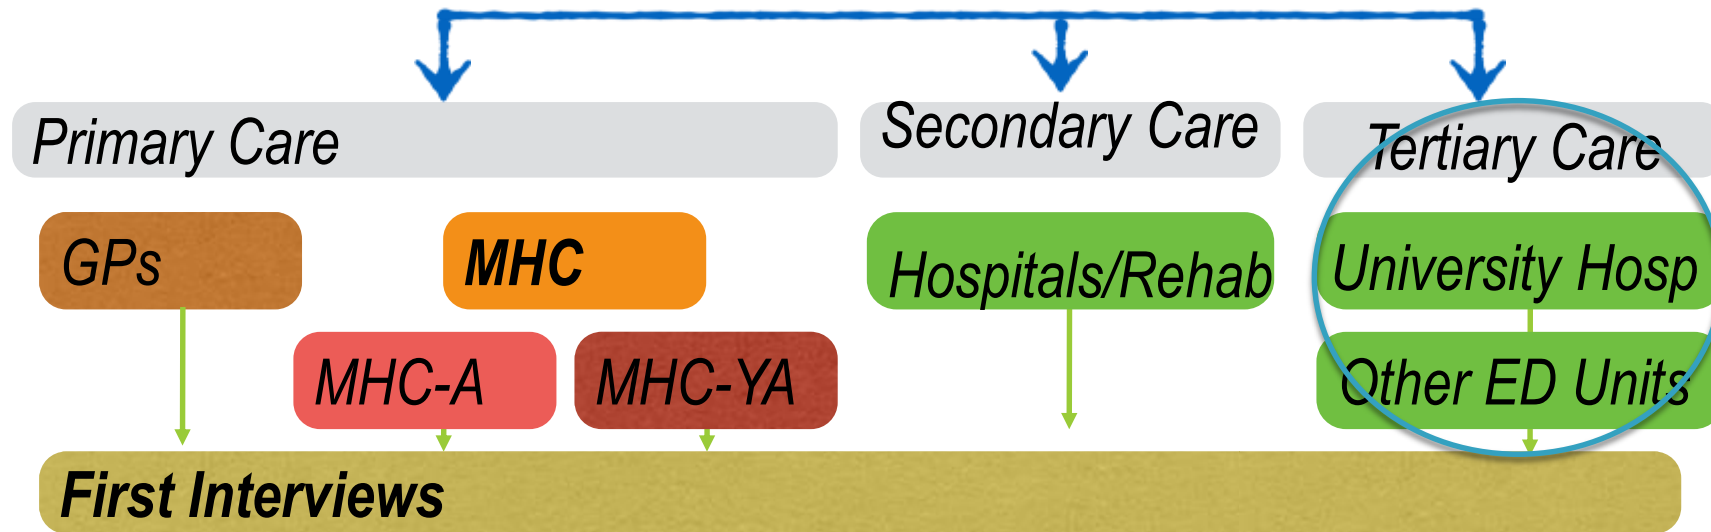 Primary Care
Secondary Care
Tertiary Care
GPs
MHC
Hospitals/Rehab
University Hosp
MHC-A
MHC-YA
Other ED Units
First Interviews